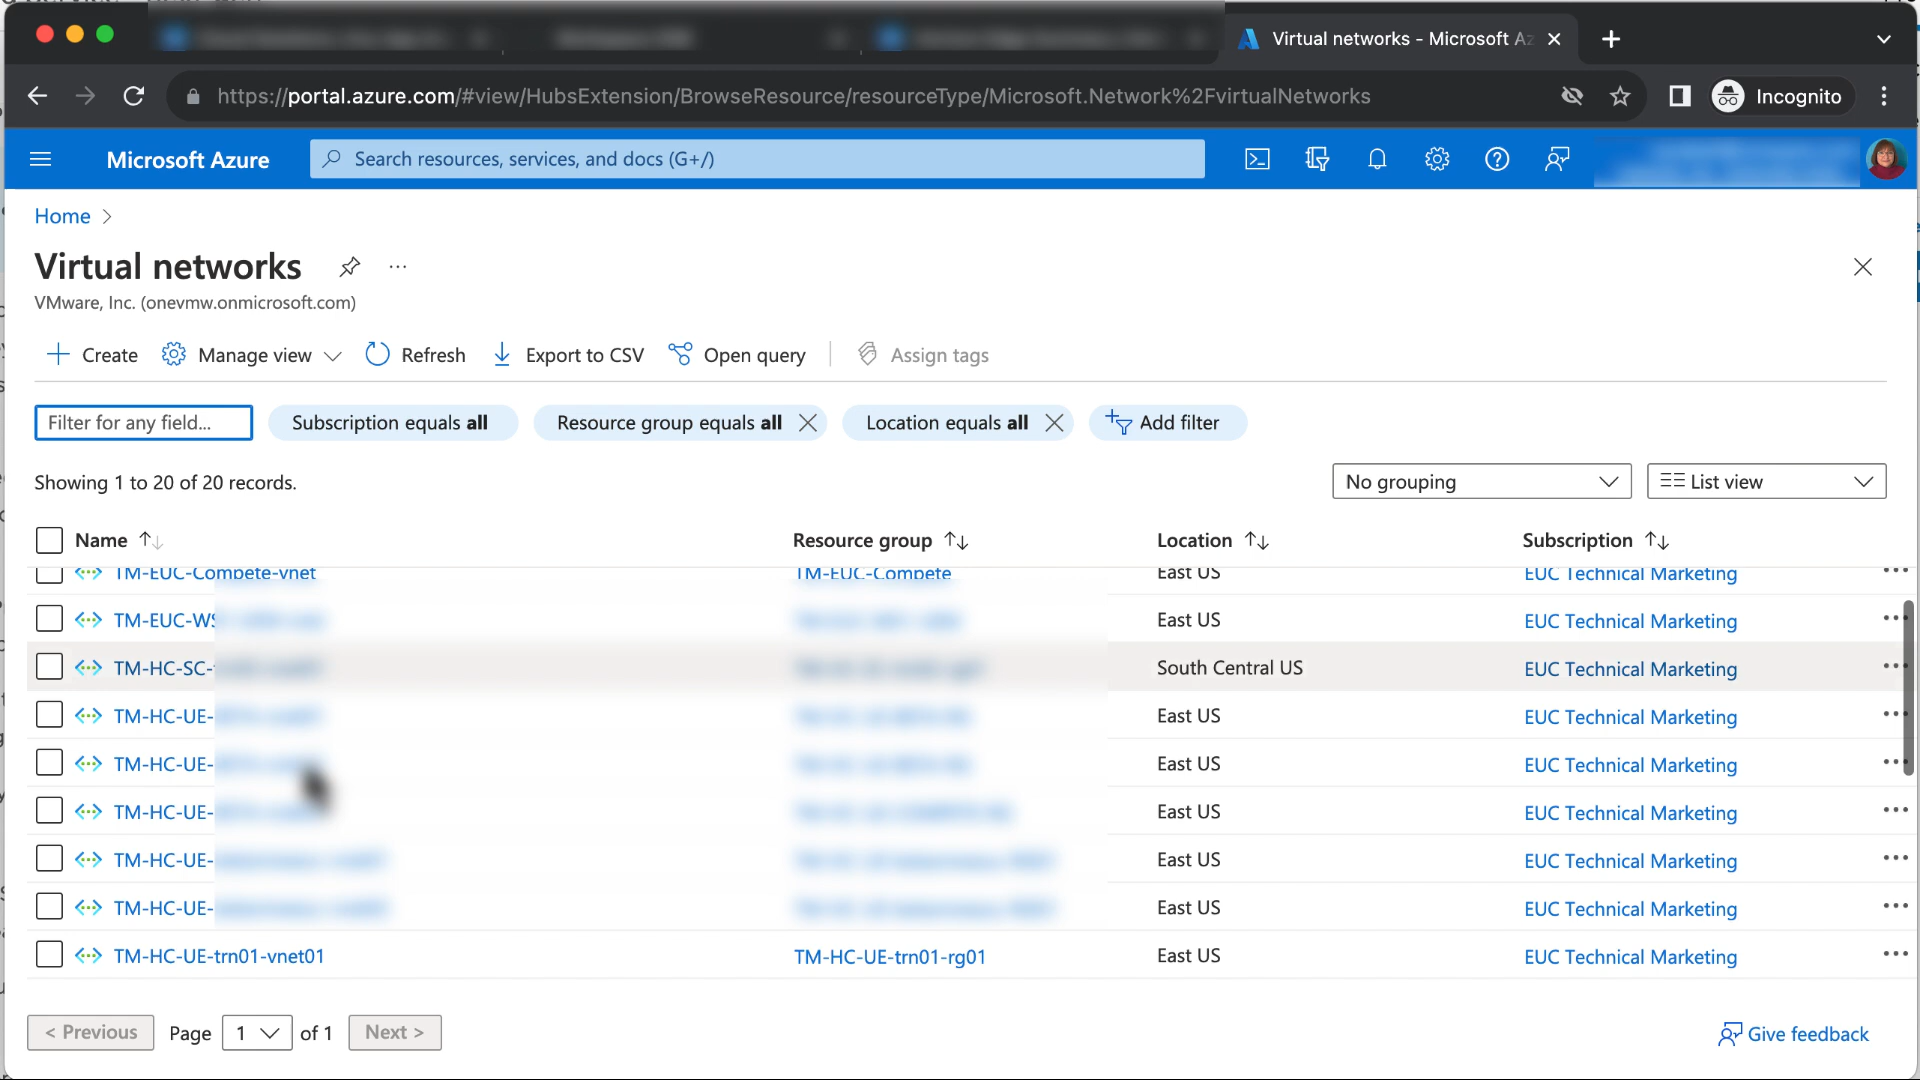 Virtual networks - Microsoft Az
https://portal.azure.com/#view/HubsExtension/BrowseResource/resourceType/Microsoft.Network%2FvirtualNetworks
Incognito
Microsoft Azure
Search resources, services, and docs (G+/)
Home >
Virtual networks
...
VMware, Inc. (onevmw.onmicrosoft.com)
Create Manage view Refresh Export to CSV Open query Assign tags
Filter for any field... Subscription equals all Resource group equals all Location equals all Add filter
Showing 1 to 20 of 20 records.
No grouping List view
Name Resource group Location Subscription
TM-EUC-Compete-vnet TM-EUC-Compete East US EUC Technical Marketing
TM-EUC-WS East US EUC Technical Marketing
TM-HC-SC- South Central US EUC Technical Marketing
TM-HC-UE- East US EUC Technical Marketing
TM-HC-UE- East US EUC Technical Marketing
TM-HC-UE- East US EUC Technical Marketing
TM-HC-UE- East US EUC Technical Marketing
TM-HC-UE- East US EUC Technical Marketing
TM-HC-UE-trn01-vnet01 TM-HC-UE-trn01-rg01 East US EUC Technical Marketing
< Previous Page 1 of 1 Next >
Give feedback